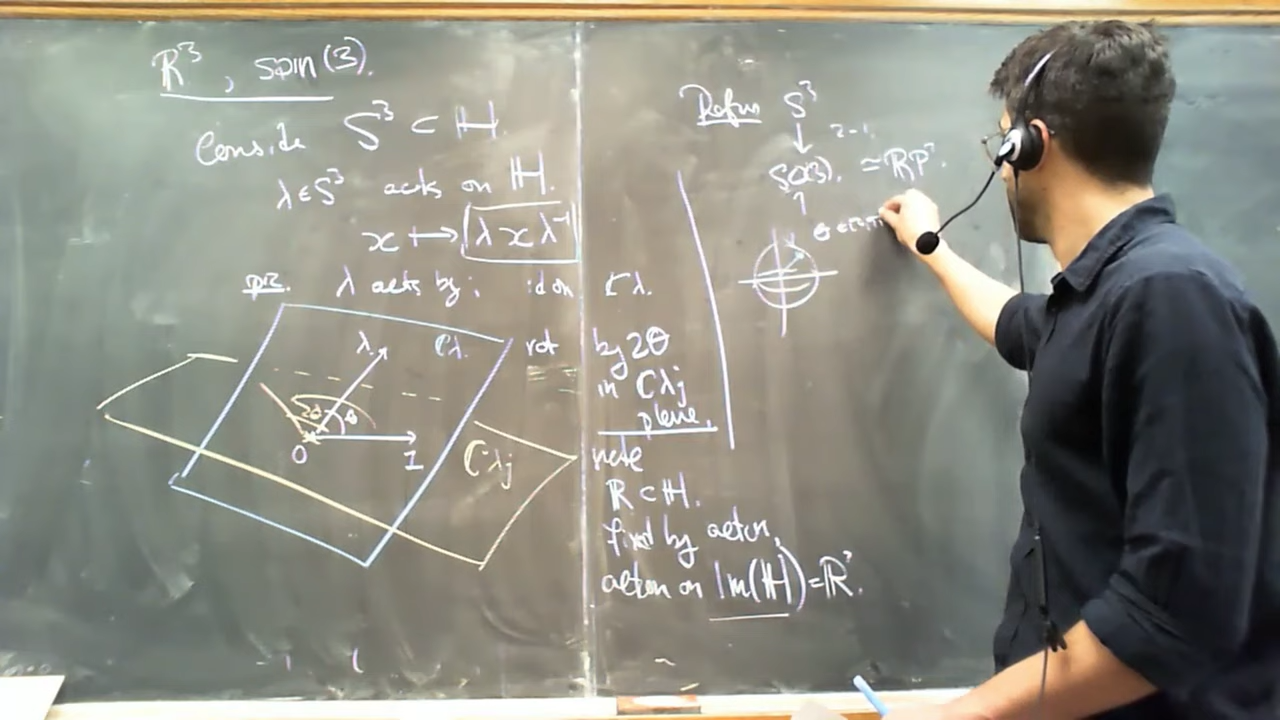 R³, spin(3).
Conside S³ ⊂ H
λ∈S³ acts on H.
x ⟼ λxλ⁻¹
λ acts by; id on Cλ.
rot by 2θ
in Cλj
plane.
λ
Cλ.
2θ
θ
0
1
Cλj
note
R ⊂ H.
fixed by action,
action on Im(H) = R³.
S³
↓ 2-1.
SO(3). ≃ RP³.
↑